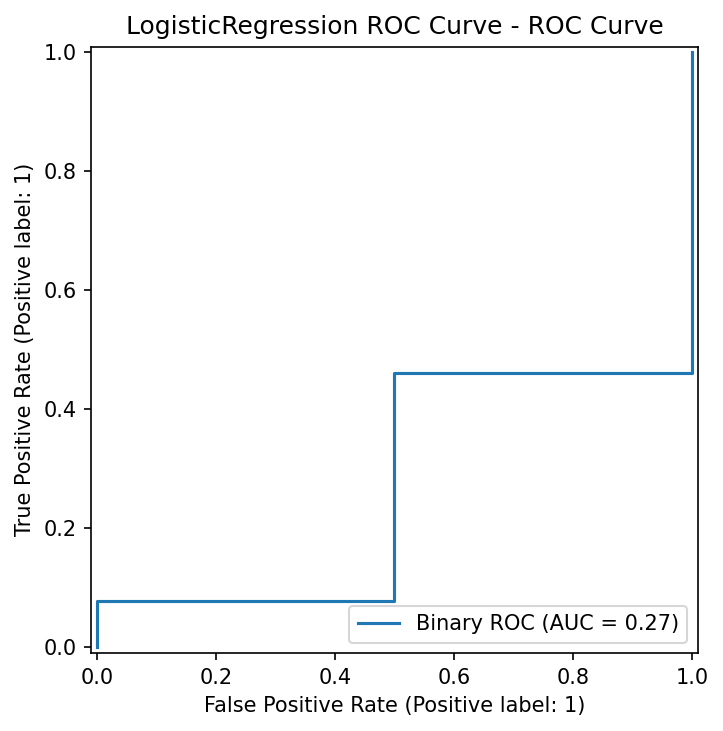 LogisticRegression ROC Curve - ROC Curve
1.0
0.8
0.6
0.4
0.2
0.0
True Positive Rate (Positive label: 1)
Binary ROC (AUC = 0.27)
0.0 0.2 0.4 0.6 0.8 1.0
False Positive Rate (Positive label: 1)